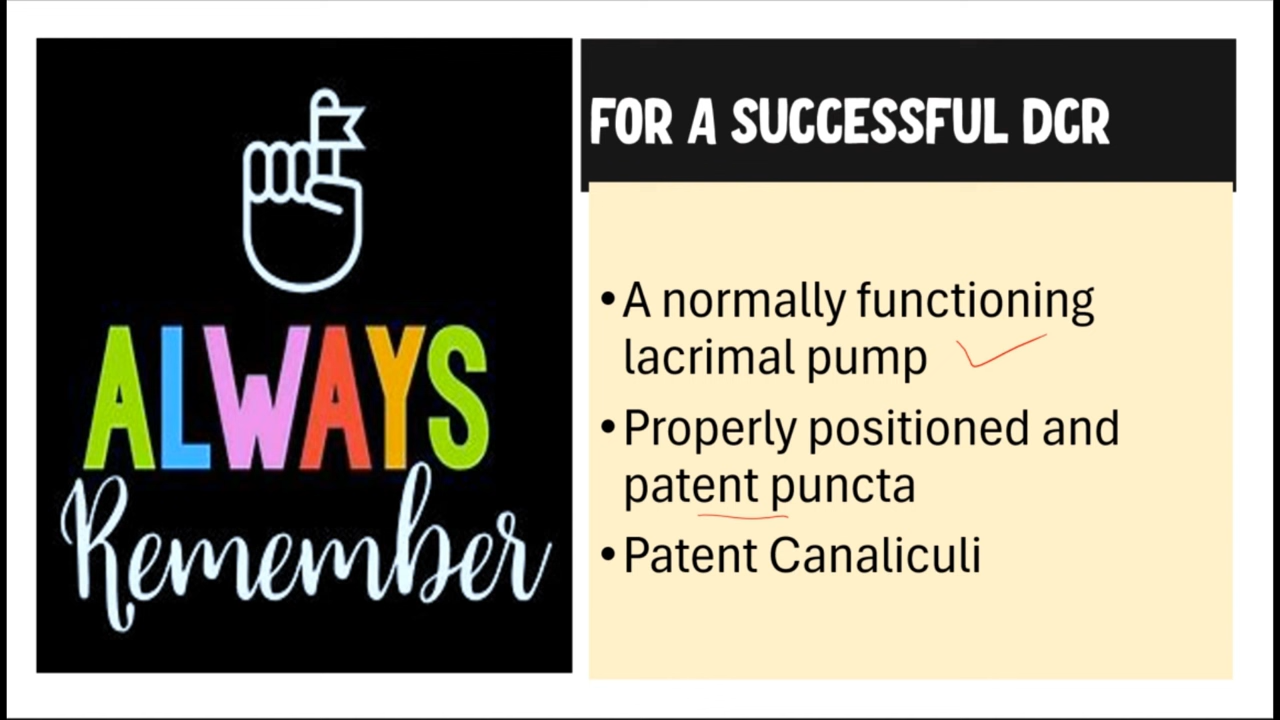 ALWAYS
Remember
FOR A SUCCESSFUL DCR
• A normally functioning
lacrimal pump
• Properly positioned and
patent puncta
• Patent Canaliculi